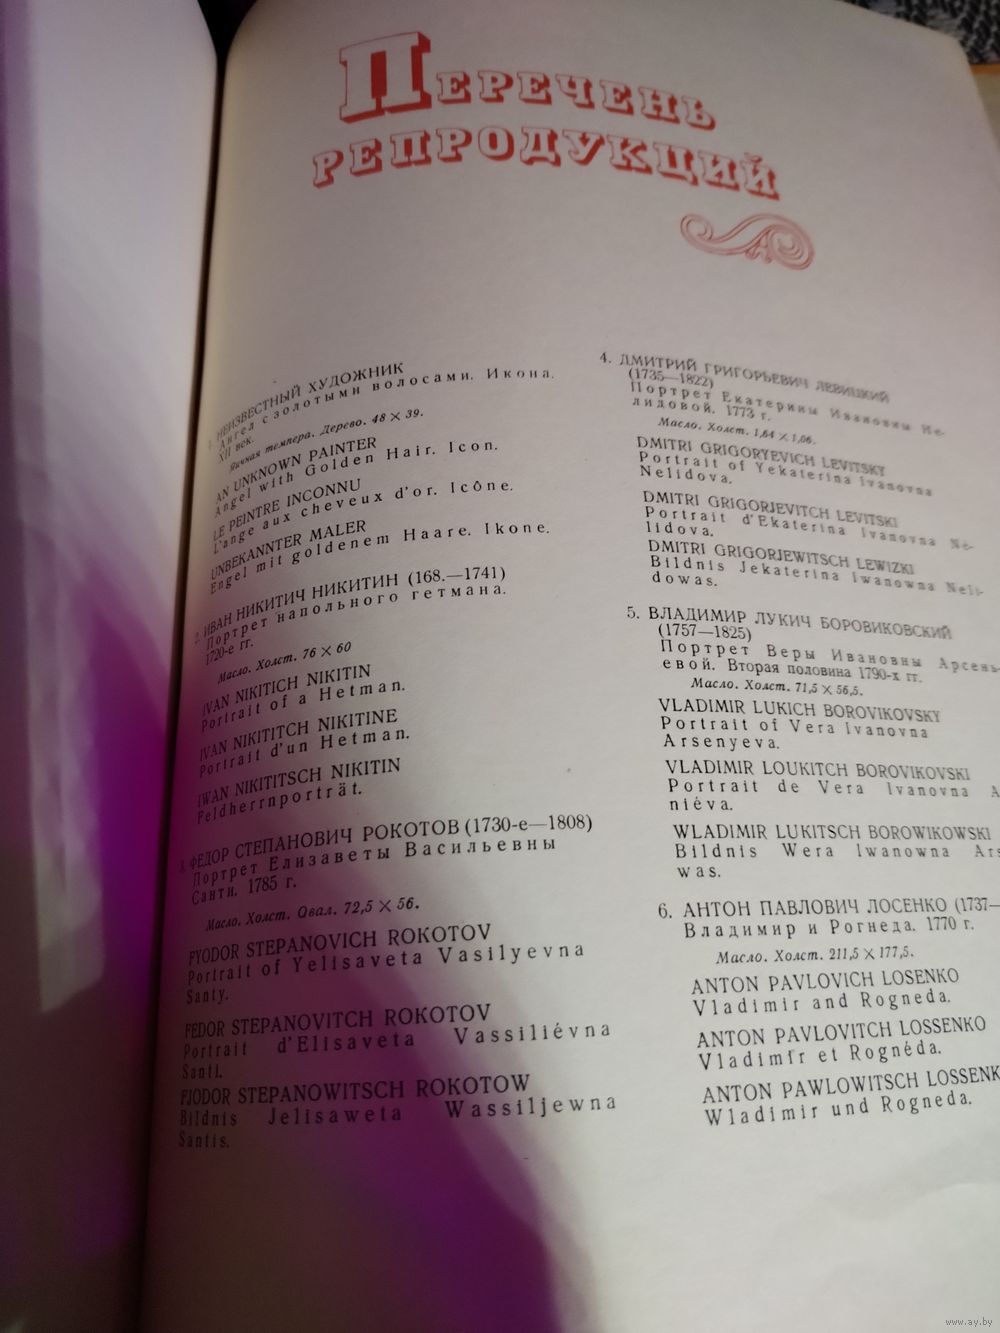 Перечень
репродукций
1. НЕИЗВЕСТНЫЙ ХУДОЖНИК
Ангел с золотыми волосами. Икона.
XII век.
Яичная темпера. Дерево. 48 × 39.
AN UNKNOWN PAINTER
Angel with Golden Hair. Icon.
LE PEINTRE INCONNU
L'ange aux cheveux d'or. Icône.
UNBEKANNTER MALER
Engel mit goldenem Haare. Ikone.
2. ИВАН НИКИТИЧ НИКИТИН (168.—1741)
Портрет напольного гетмана.
1720-е гг.
Масло. Холст. 76 × 60
IVAN NIKITICH NIKITIN
Portrait of a Hetman.
IVAN NIKITITCH NIKITINE
Portrait d'un Hetman.
IWAN NIKITITSCH NIKITIN
Feldherrnporträt.
3. ФЕДОР СТЕПАНОВИЧ РОКОТОВ (1730-е—1808)
Портрет Елизаветы Васильевны
Санти. 1785 г.
Масло. Холст. Овал. 72,5 × 56.
FYODOR STEPANOVICH ROKOTOV
Portrait of Yelisaveta Vasilyevna
Santy.
FEDOR STEPANOVITCH ROKOTOV
Portrait d'Elisaveta Vassiliévna
Santi.
FJODOR STEPANOWITSCH ROKOTOW
Bildnis Jelisaweta Wassiljewna
Santis.
4. ДМИТРИЙ ГРИГОРЬЕВИЧ ЛЕВИЦКИЙ
(1735—1822)
Портрет Екатерины Ивановны Не-
лидовой. 1773 г.
Масло. Холст. 1,64 × 1,06.
DMITRI GRIGORYEVICH LEVITSKY
Portrait of Yekaterina Ivanovna
Nelidova.
DMITRI GRIGORJEVITCH LEVITSKI
Portrait d'Ekaterina Ivanovna Ne-
lidova.
DMITRI GRIGORJEWITSCH LEWIZKI
Bildnis Jekaterina Iwanowna Neli-
dowas.
5. ВЛАДИМИР ЛУКИЧ БОРОВИКОВСКИЙ
(1757—1825)
Портрет Веры Ивановны Арсень-
евой. Вторая половина 1790-х гг.
Масло. Холст. 71,5 × 56,5.
VLADIMIR LUKICH BOROVIKOVSKY
Portrait of Vera Ivanovna
Arsenyeva.
VLADIMIR LOUKITCH BOROVIKOVSKI
Portrait de Vera Ivanovna A
niéva.
WLADIMIR LUKITSCH BOROWIKOWSKI
Bildnis Wera Iwanowna Ars
was.
6. АНТОН ПАВЛОВИЧ ЛОСЕНКО (1737—
Владимир и Рогнеда. 1770 г.
Масло. Холст. 211,5 × 177,5.
ANTON PAVLOVICH LOSENKO
Vladimir and Rogneda.
ANTON PAVLOVITCH LOSSENKO
Vladimir et Rognéda.
ANTON PAWLOWITSCH LOSSENK
Wladimir und Rogneda.
www.ay.by